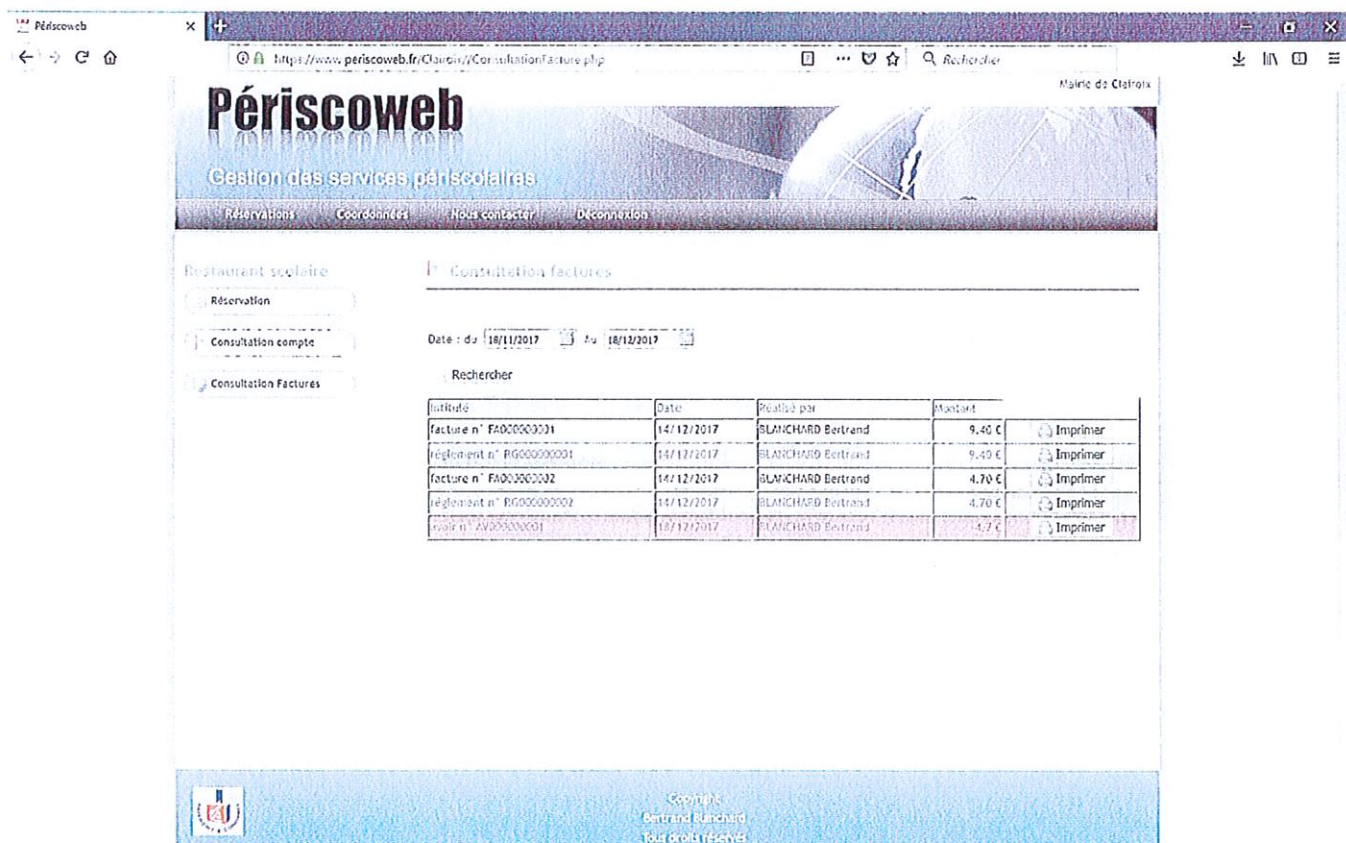 Périscoweb
https://www.periscoweb.fr/Clairoix//ConsultationFacture.php
Rechercher
Mairie de Clairoix
Périscoweb
Gestion des services périscolaires
Réservations Coordonnées Nous contacter Déconnexion
Restaurant scolaire
Réservation
Consultation compte
Consultation Factures
Consultation factures
Date : du 18/11/2017 Au 18/12/2017
Rechercher
Intitulé Date Réalisé par Montant
facture n° FA000000001 14/12/2017 BLANCHARD Bertrand 9.40 € Imprimer
règlement n° RG000000001 14/12/2017 BLANCHARD Bertrand 9.40 € Imprimer
facture n° FA000000002 14/12/2017 BLANCHARD Bertrand 4.70 € Imprimer
règlement n° RG000000002 14/12/2017 BLANCHARD Bertrand 4.70 € Imprimer
avoir n° AV000000001 18/12/2017 BLANCHARD Bertrand -4.7 € Imprimer
Copyright
Bertrand Blanchard
Tous droits réservés